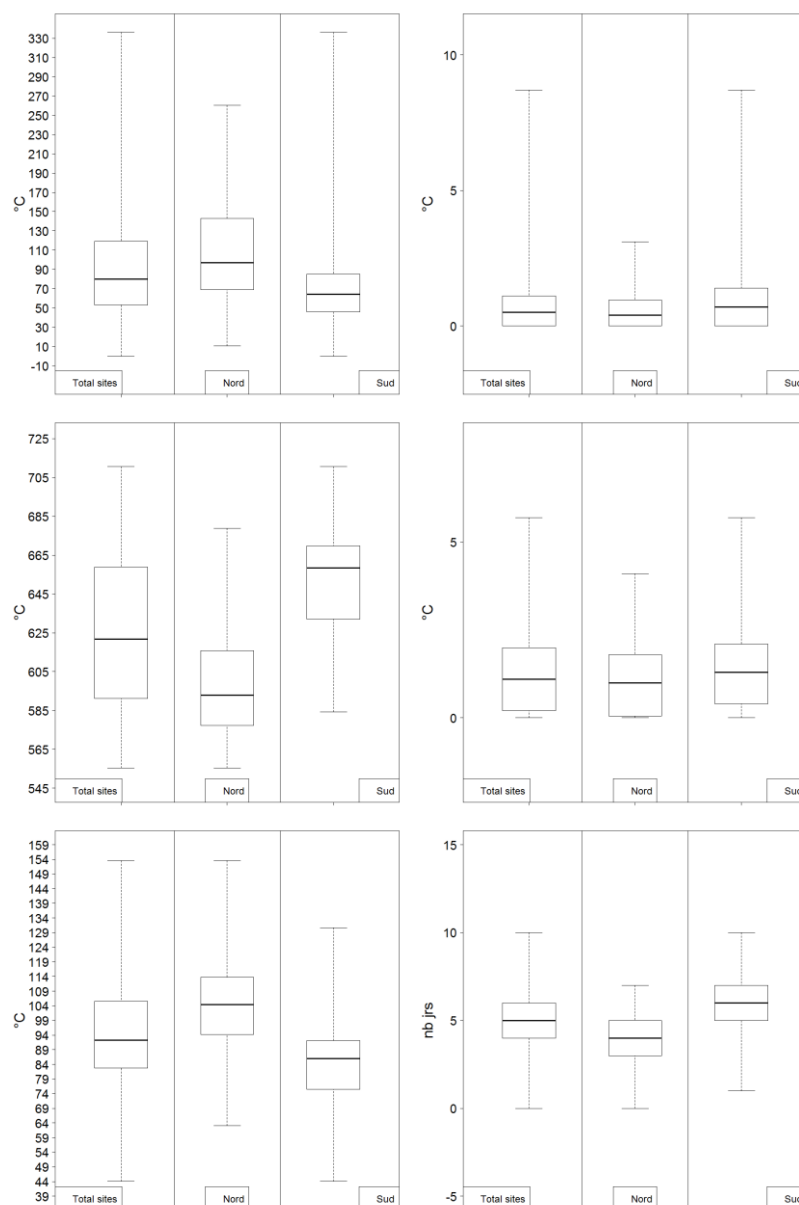 330
310
290
270
250
230
210
190
170
150
130
110
90
70
50
30
10
-10
°C
Total sites
Nord
Sud
10
5
0
°C
Total sites
Nord
Sud
725
705
685
665
645
625
605
585
565
545
°C
Total sites
Nord
Sud
5
0
°C
Total sites
Nord
Sud
159
154
149
144
139
134
129
124
119
114
109
104
99
94
89
84
79
74
69
64
59
54
49
44
39
°C
Total sites
Nord
Sud
15
10
5
0
-5
nb jrs
Total sites
Nord
Sud